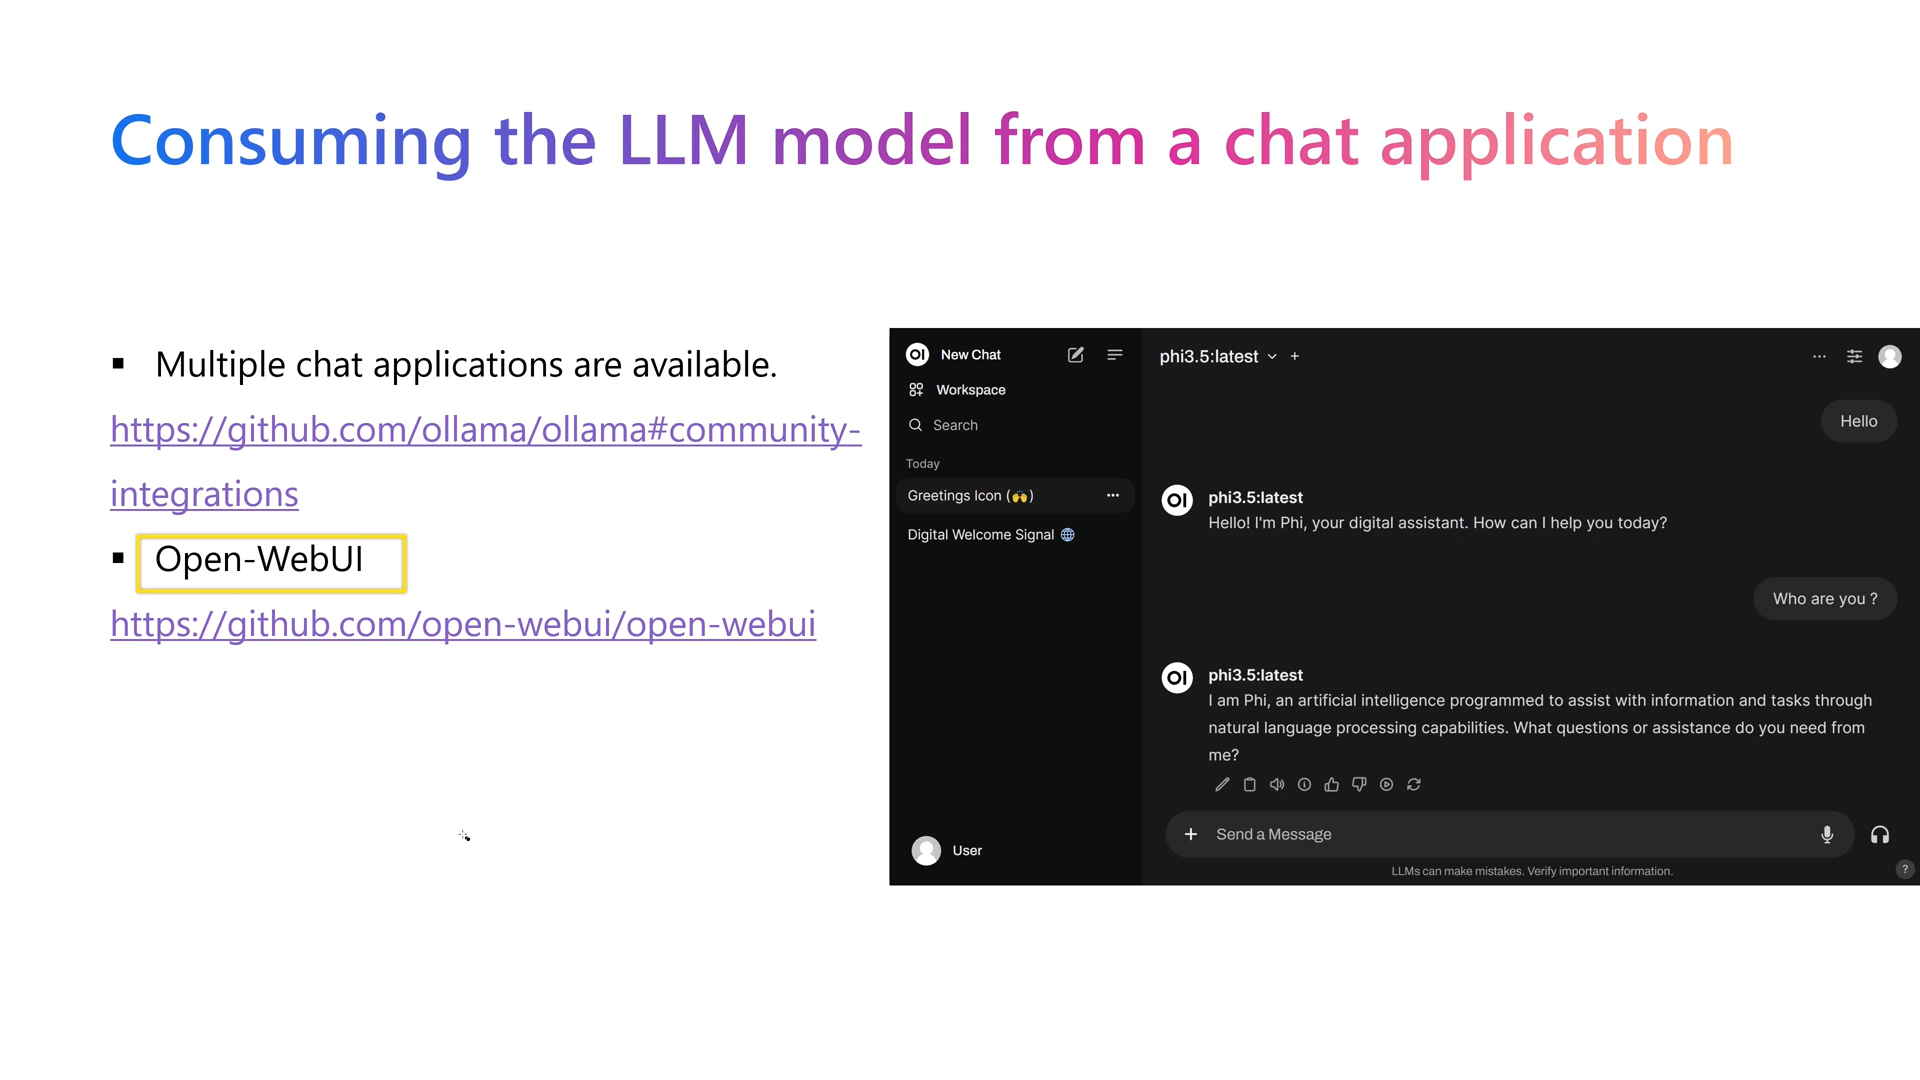 Consuming the LLM model from a chat application
▪ Multiple chat applications are available.
https://github.com/ollama/ollama#community-
integrations
▪ Open-WebUI
https://github.com/open-webui/open-webui
OI New Chat
Workspace
Search
Today
Greetings Icon (🙌)
Digital Welcome Signal 🌐
User
phi3.5:latest
Hello
OI phi3.5:latest
Hello! I'm Phi, your digital assistant. How can I help you today?
Who are you ?
OI phi3.5:latest
I am Phi, an artificial intelligence programmed to assist with information and tasks through
natural language processing capabilities. What questions or assistance do you need from
me?
Send a Message
LLMs can make mistakes. Verify important information.
?